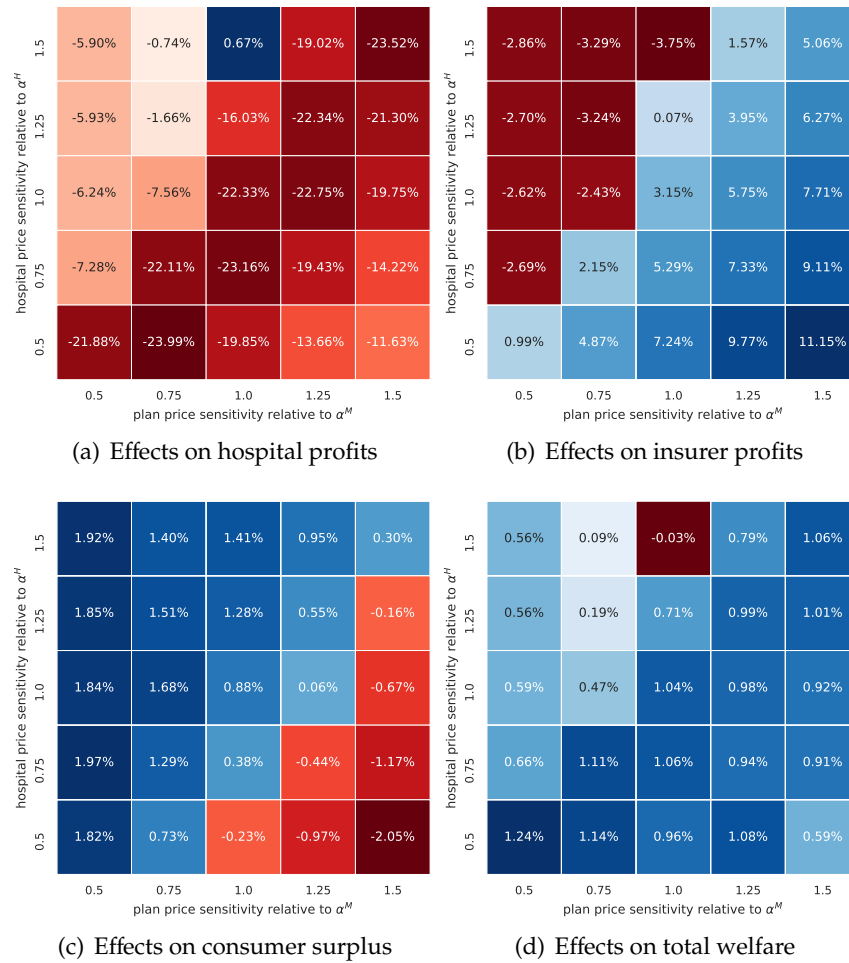 1.5 -5.90% -0.74% 0.67% -19.02% -23.52%
1.25 -5.93% -1.66% -16.03% -22.34% -21.30%
1.0 -6.24% -7.56% -22.33% -22.75% -19.75%
0.75 -7.28% -22.11% -23.16% -19.43% -14.22%
0.5 -21.88% -23.99% -19.85% -13.66% -11.63%
hospital price sensitivity relative to α^H
0.5 0.75 1.0 1.25 1.5
plan price sensitivity relative to α^M
(a) Effects on hospital profits
1.5 -2.86% -3.29% -3.75% 1.57% 5.06%
1.25 -2.70% -3.24% 0.07% 3.95% 6.27%
1.0 -2.62% -2.43% 3.15% 5.75% 7.71%
0.75 -2.69% 2.15% 5.29% 7.33% 9.11%
0.5 0.99% 4.87% 7.24% 9.77% 11.15%
hospital price sensitivity relative to α^H
0.5 0.75 1.0 1.25 1.5
plan price sensitivity relative to α^M
(b) Effects on insurer profits
1.5 1.92% 1.40% 1.41% 0.95% 0.30%
1.25 1.85% 1.51% 1.28% 0.55% -0.16%
1.0 1.84% 1.68% 0.88% 0.06% -0.67%
0.75 1.97% 1.29% 0.38% -0.44% -1.17%
0.5 1.82% 0.73% -0.23% -0.97% -2.05%
hospital price sensitivity relative to α^H
0.5 0.75 1.0 1.25 1.5
plan price sensitivity relative to α^M
(c) Effects on consumer surplus
1.5 0.56% 0.09% -0.03% 0.79% 1.06%
1.25 0.56% 0.19% 0.71% 0.99% 1.01%
1.0 0.59% 0.47% 1.04% 0.98% 0.92%
0.75 0.66% 1.11% 1.06% 0.94% 0.91%
0.5 1.24% 1.14% 0.96% 1.08% 0.59%
hospital price sensitivity relative to α^H
0.5 0.75 1.0 1.25 1.5
plan price sensitivity relative to α^M
(d) Effects on total welfare